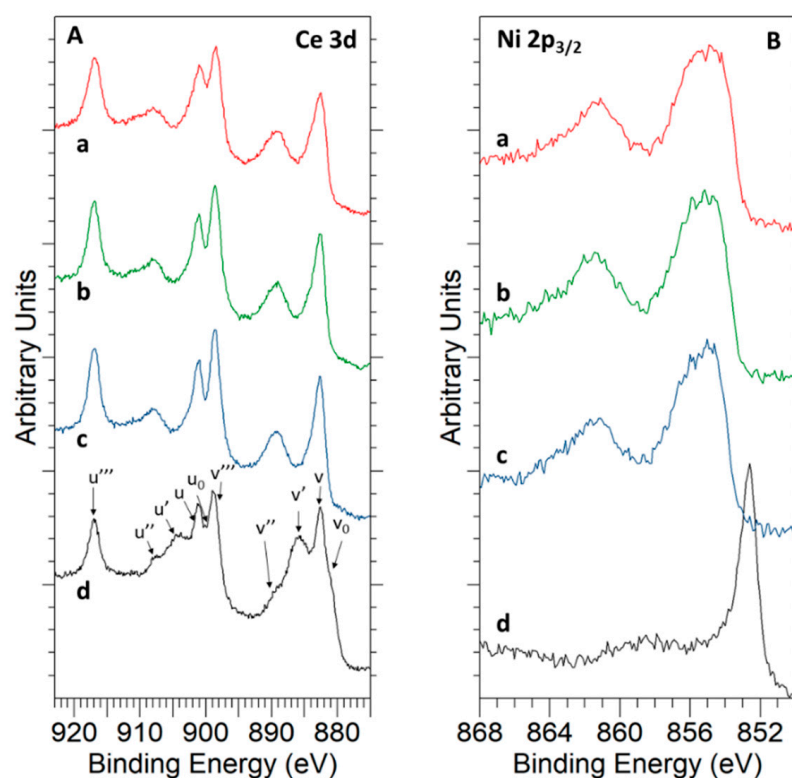 A
Ce 3d
a
b
c
u'''
u''
u'
u
u₀
v'''
v''
v'
v
v₀
d
Arbitrary Units
920 910 900 890 880
Binding Energy (eV)
Ni 2p₃/₂
B
a
b
c
d
Arbitrary Units
868 864 860 856 852
Binding Energy (eV)